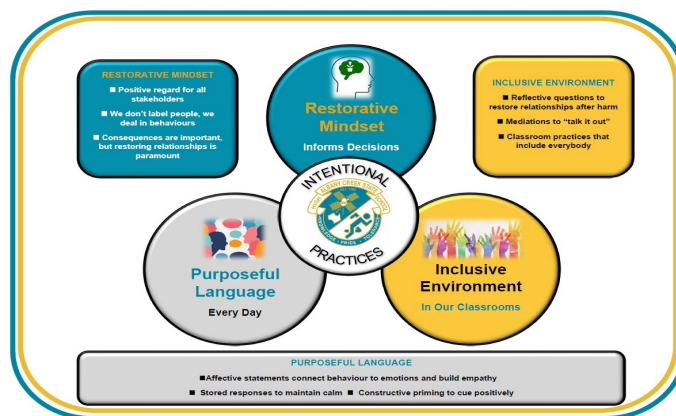 RESTORATIVE MINDSET
■ Positive regard for all
stakeholders
■ We don't label people, we
deal in behaviours
■ Consequences are important,
but restoring relationships is
paramount
Restorative
Mindset
Informs Decisions
INCLUSIVE ENVIRONMENT
■ Reflective questions to
restore relationships after harm
■ Mediations to "talk it out"
■ Classroom practices that
include everybody
INTENTIONAL
ALBANY CREEK STATE
PRIDE
PRACTICES
Purposeful
Language
Every Day
Inclusive
Environment
In Our Classrooms
PURPOSEFUL LANGUAGE
■Affective statements connect behaviour to emotions and build empathy
■ Stored responses to maintain calm ■ Constructive priming to cue positively